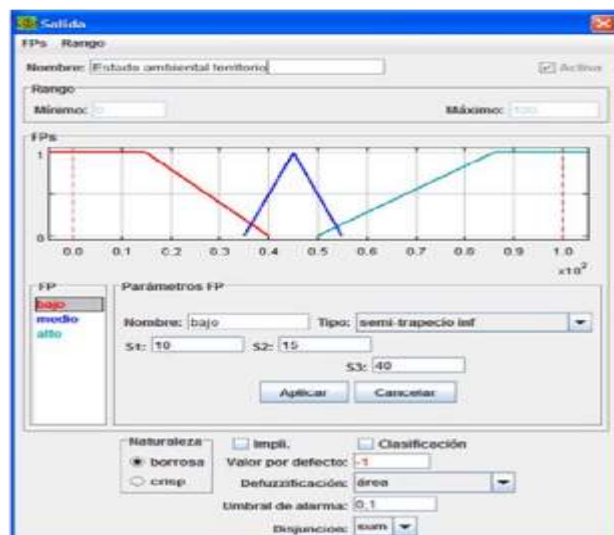 Salida
FPs Rango
Nombre: Estado ambiental territorio Activa
Rango
Mínimo: 0 Máximo: 100
FPs
1
0
0.0 0.1 0.2 0.3 0.4 0.5 0.6 0.7 0.8 0.9 1.0
x10²
FP
bajo
medio
alto
Parámetros FP
Nombre: bajo Tipo: semi-trapecio inf
S1: 10 S2: 15
S3: 40
Aplicar Cancelar
Naturaleza
borrosa
crisp
Impli. Clasificación
Valor por defecto: -1
Defuzzificación: área
Umbral de alarma: 0,1
Disjuncion: sum